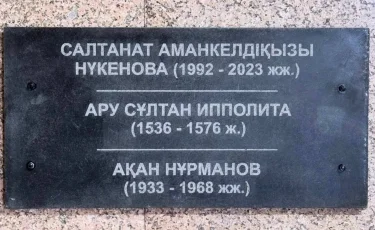 САЛТАНАТ АМАНКЕЛДІҚЫЗЫ
НҮКЕНОВА (1992 - 2023 жж.)
АРУ СҰЛТАН ИППОЛИТА
(1536 - 1576 ж.)
АҚАН НҰРМАНОВ
(1933 - 1968 жж.)